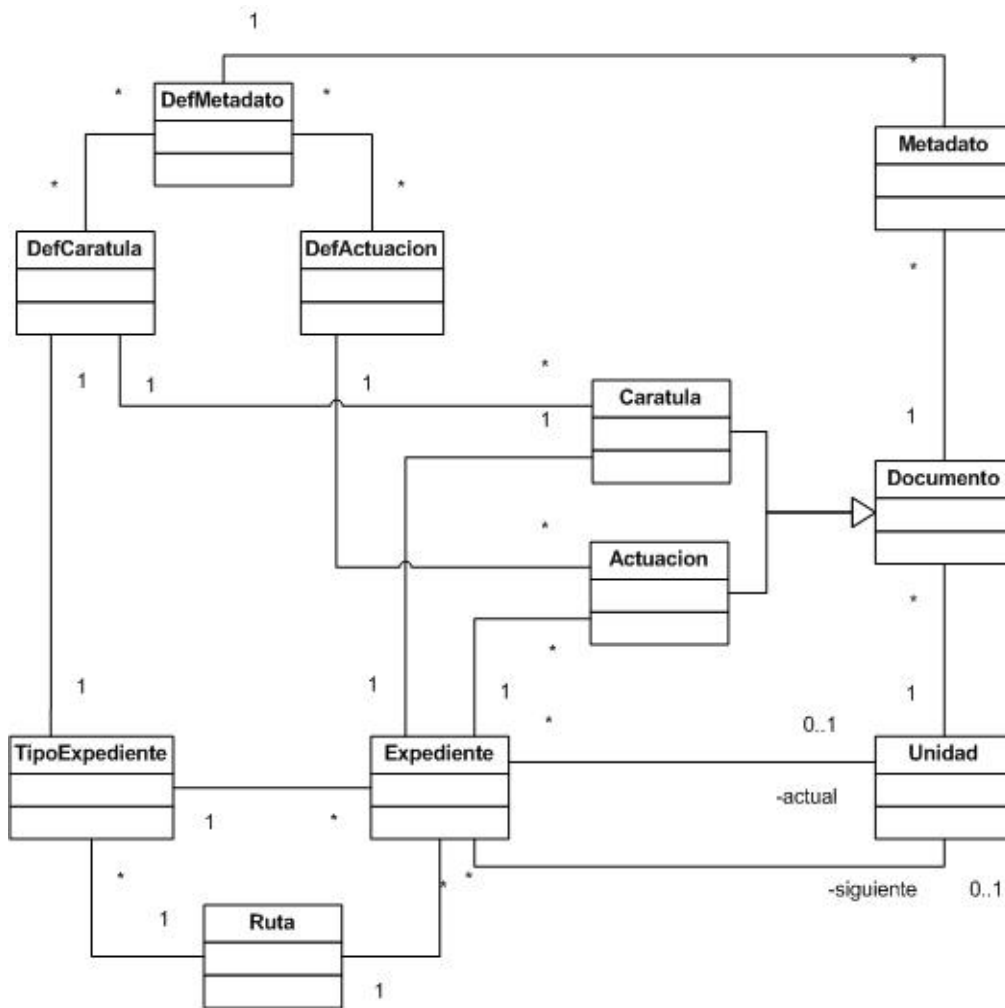 1
*
DefMetadato
*
*
Metadato
*
*
DefCaratula
DefActuacion
*
1
1
1
*
Caratula
1
1
Documento
*
Actuacion
*
*
1
1
1
*
1
0..1
TipoExpediente
Expediente
Unidad
-actual
1
*
*
*
*
-siguiente
0..1
1
Ruta
1